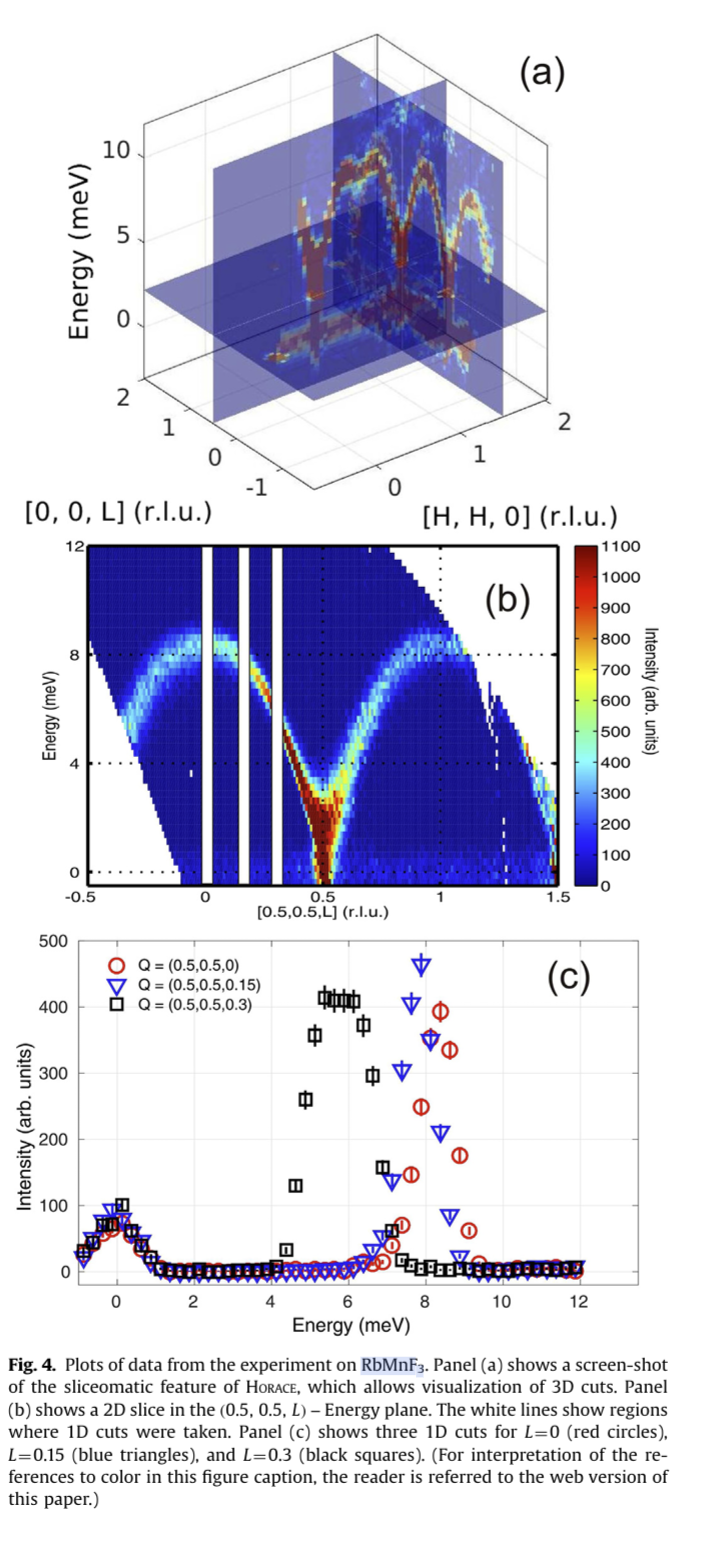 (a)
Energy (meV)
10
5
0
2
1
0
-1
0
1
2
[0, 0, L] (r.l.u.)
[H, H, 0] (r.l.u.)
(b)
Energy (meV)
12
8
4
0
-0.5
0
0.5
1
1.5
[0.5,0.5,L] (r.l.u.)
1100
1000
900
800
700
600
500
400
300
200
100
0
Intensity (arb. units)
(c)
Q = (0.5,0.5,0)
Q = (0.5,0.5,0.15)
Q = (0.5,0.5,0.3)
Intensity (arb. units)
500
400
300
200
100
0
0
2
4
6
8
10
12
Energy (meV)
Fig. 4. Plots of data from the experiment on RbMnF₃. Panel (a) shows a screen-shot
of the sliceomatic feature of HORACE, which allows visualization of 3D cuts. Panel
(b) shows a 2D slice in the (0.5, 0.5, L) – Energy plane. The white lines show regions
where 1D cuts were taken. Panel (c) shows three 1D cuts for L=0 (red circles),
L=0.15 (blue triangles), and L=0.3 (black squares). (For interpretation of the re-
ferences to color in this figure caption, the reader is referred to the web version of
this paper.)